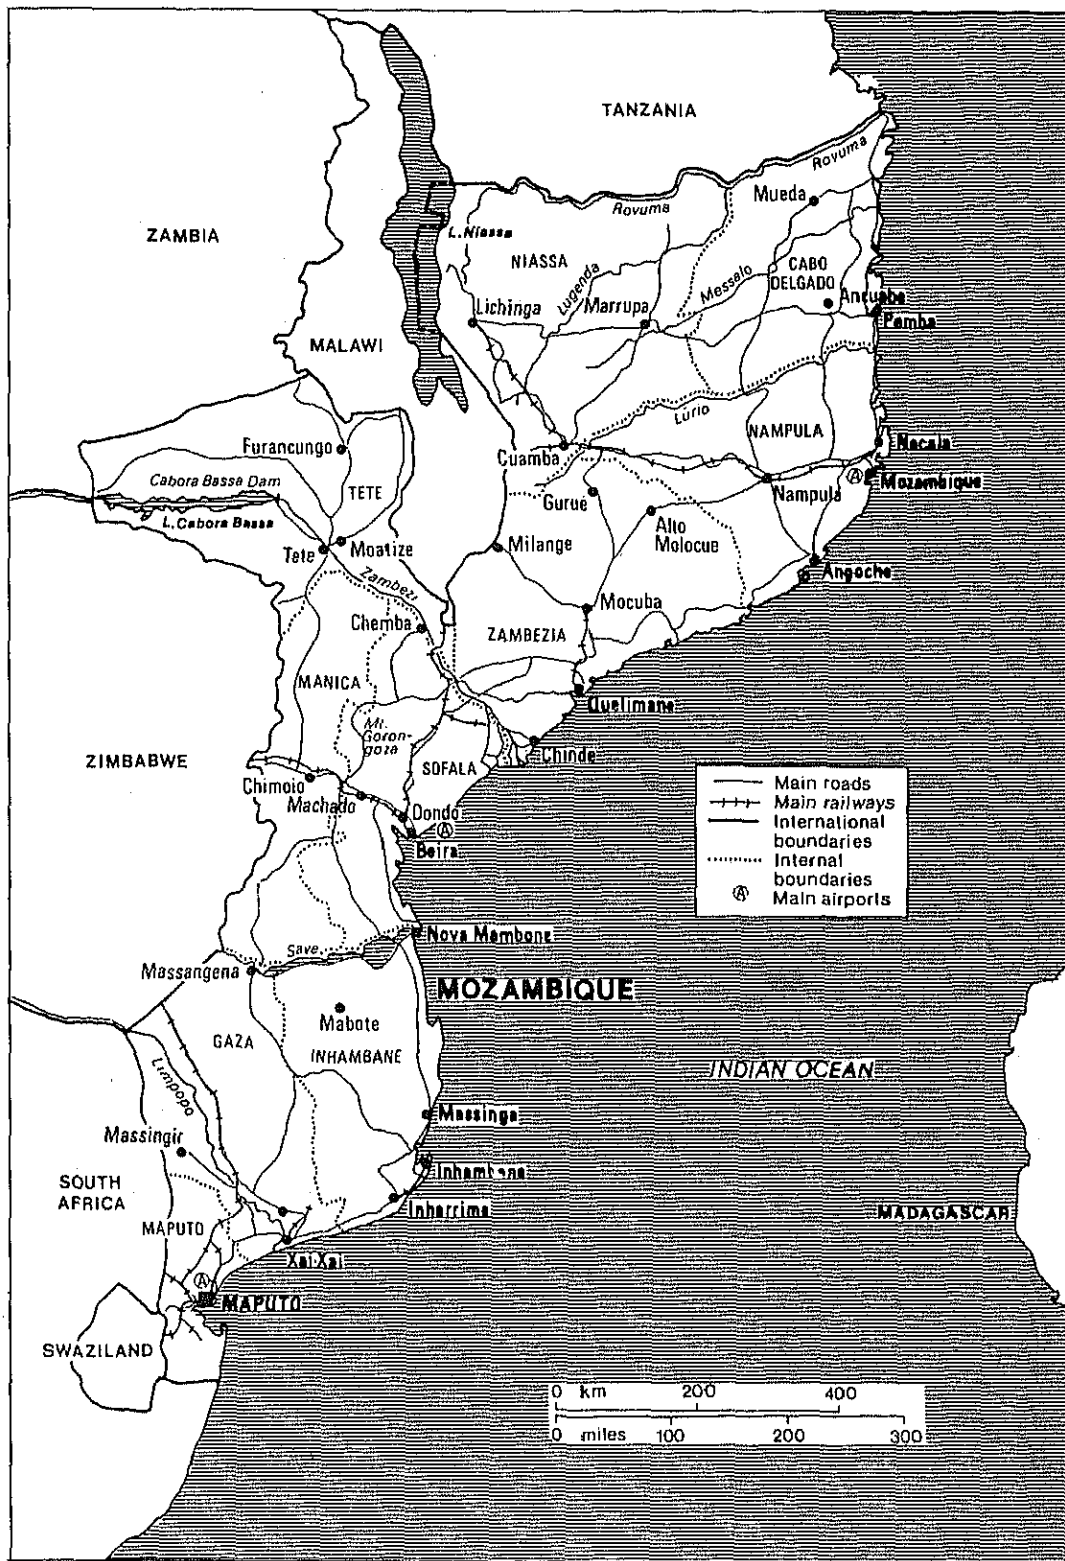 TANZANIA
Rovuma
Mueda
Rovuma
ZAMBIA
L. Niassa
NIASSA
CABO
DELGADO
Lugenda
Messalo
Ancuabe
Lichinga
Marrupa
Pemba
MALAWI
Lúrio
NAMPULA
Furancungo
Cuamba
Nacala
Cabora Bassa Dam
TETE
Gurué
Nampula
A
Mozambique
L. Cabora Bassa
Alto
Molocue
Tete
Moatize
Milange
Angoche
Zambezi
Chemba
Mocuba
ZAMBEZIA
MANICA
Quelimane
Mt.
Goron-
goza
ZIMBABWE
SOFALA
Chinde
Chimoio
Machado
Dondo
A
Beira
Main roads
Main railways
International
boundaries
Internal
boundaries
A Main airports
Save
Nova Mambone
Massangena
MOZAMBIQUE
Mabote
GAZA
INHAMBANE
INDIAN OCEAN
Limpopo
Massinga
Massingir
Inhambane
SOUTH
AFRICA
Inharrime
MADAGASCAR
MAPUTO
Xai-Xai
A
MAPUTO
SWAZILAND
0 km 200 400
0 miles 100 200 300